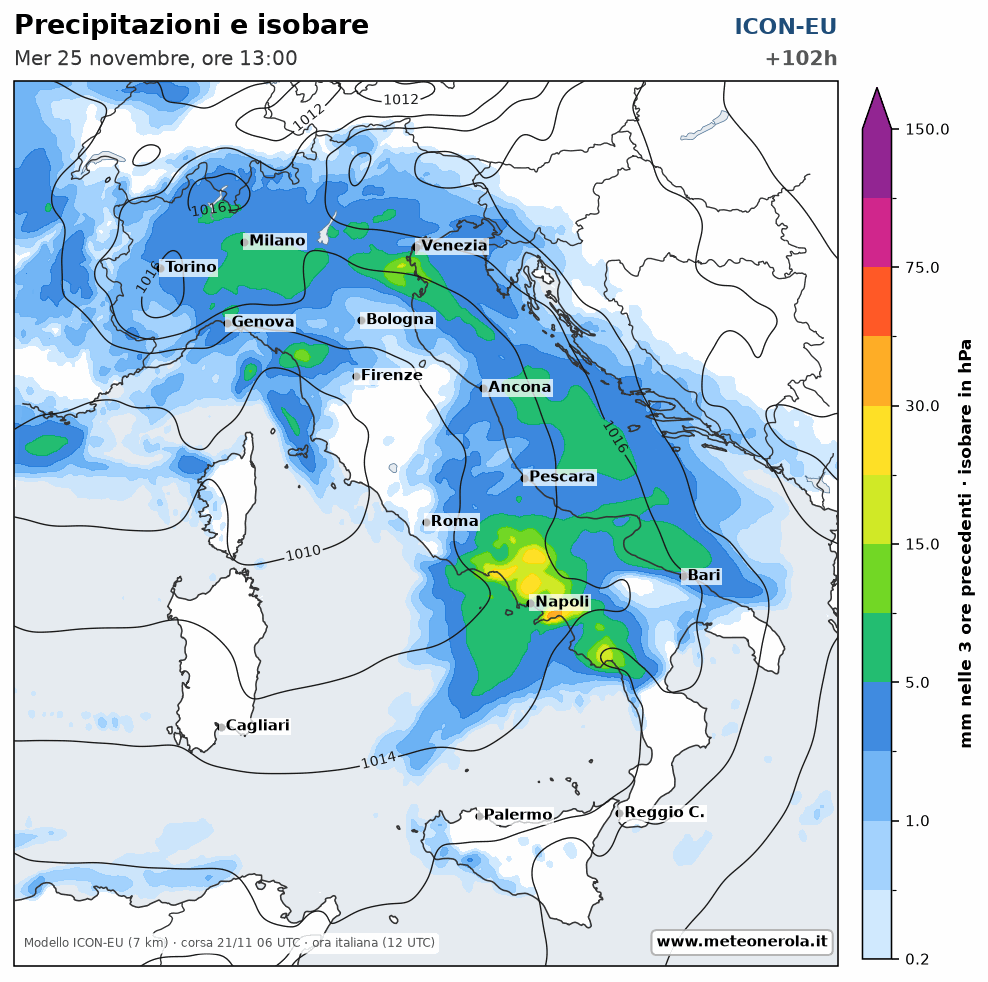 Precipitazioni e isobare
ICON-EU
Mer 25 novembre, ore 13:00
+102h
1012
1012
1016
Milano
Venezia
Torino
Genova
Bologna
Firenze
Ancona
1016
Pescara
Roma
1010
Bari
Napoli
Cagliari
1014
Palermo
Reggio C.
Modello ICON-EU (7 km) · corsa 21/11 06 UTC · ora italiana (12 UTC)
www.meteonerola.it
150.0
75.0
30.0
15.0
5.0
1.0
0.2
mm nelle 3 ore precedenti · isobare in hPa